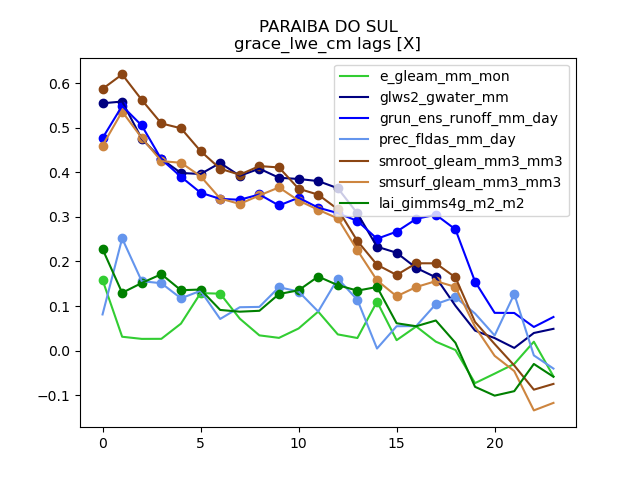 PARAIBA DO SUL
grace_lwe_cm lags [X]
e_gleam_mm_mon
glws2_gwater_mm
grun_ens_runoff_mm_day
prec_fldas_mm_day
smroot_gleam_mm3_mm3
smsurf_gleam_mm3_mm3
lai_gimms4g_m2_m2
0.6
0.5
0.4
0.3
0.2
0.1
0.0
−0.1
0 5 10 15 20